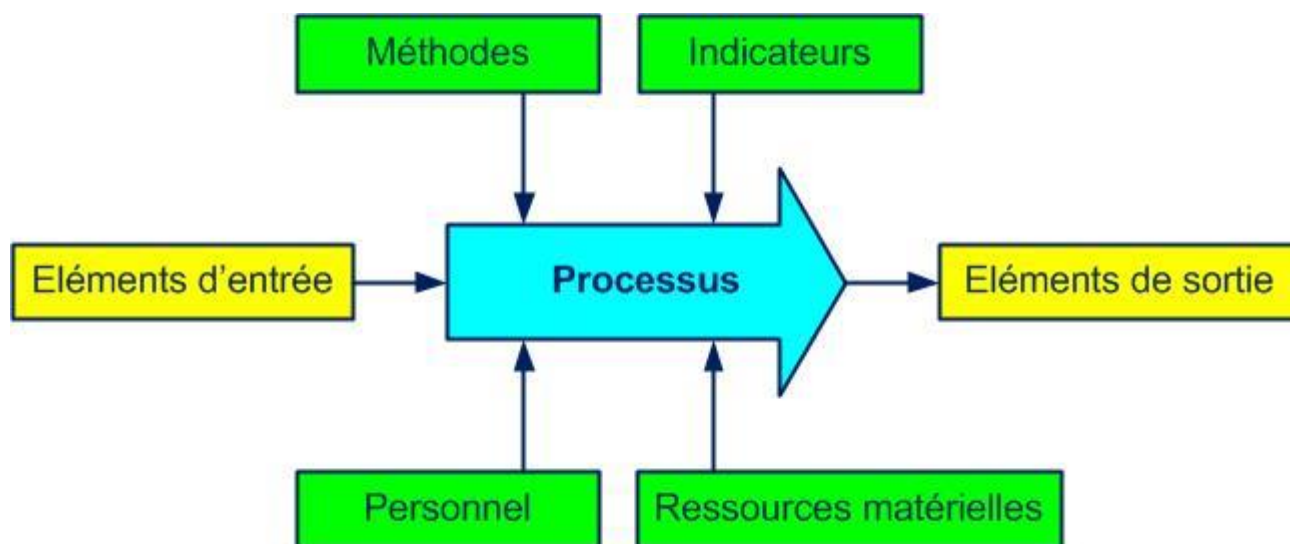 Méthodes
Indicateurs
Eléments d'entrée
Processus
Eléments de sortie
Personnel
Ressources matérielles